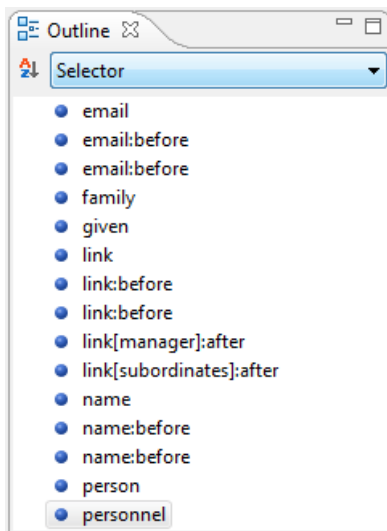 Outline
Selector
email
email:before
email:before
family
given
link
link:before
link:before
link[manager]:after
link[subordinates]:after
name
name:before
name:before
person
personnel